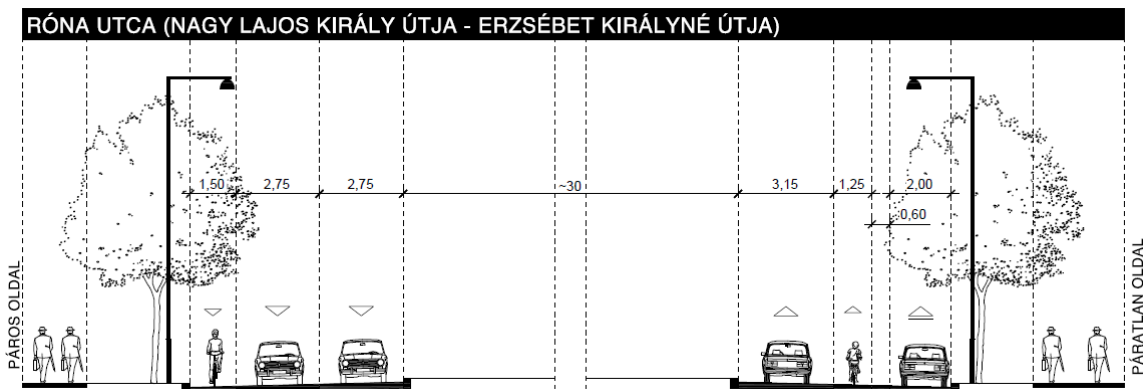 RÓNA UTCA (NAGY LAJOS KIRÁLY ÚTJA - ERZSÉBET KIRÁLYNÉ ÚTJA)
1,50 2,75 2,75 ~30 3,15 1,25 2,00
0,60
PÁROS OLDAL
PÁRATLAN OLDAL